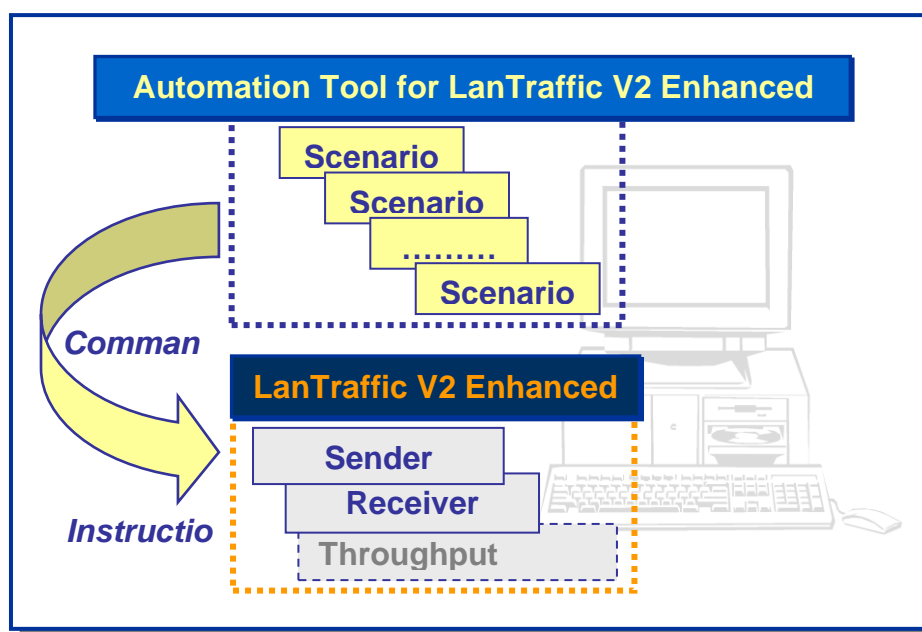 Automation Tool for LanTraffic V2 Enhanced
Scenario
Scenario
.........
Scenario
Comman
LanTraffic V2 Enhanced
Sender
Receiver
Instructio
Throughput